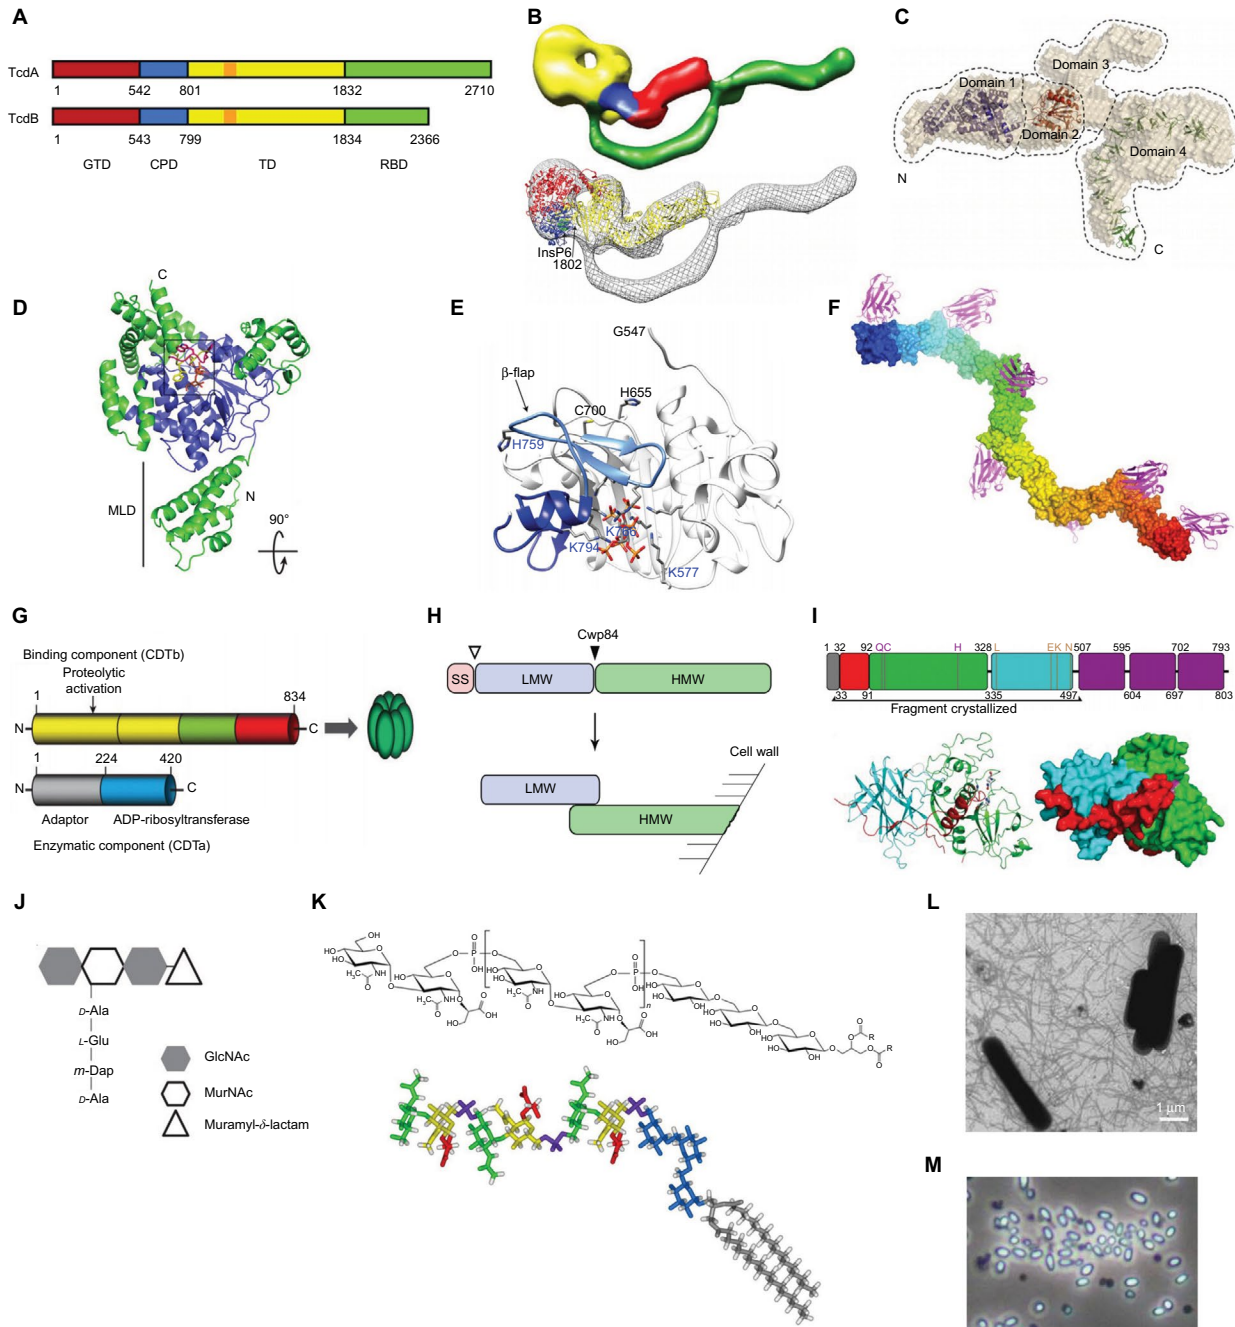 A
TcdA
1 542 801 1832 2710
TcdB
1 543 799 1834 2366
GTD CPD TD RBD
B
InsP6
1802
C
Domain 3
Domain 1
Domain 2
Domain 4
N
C
D
C
N
MLD
90°
E
G547
β-flap
H655
C700
H759
K794
K577
F
G
Binding component (CDTb)
Proteolytic
activation
1 834
N C
1 224 420
N C
Adaptor ADP-ribosyltransferase
Enzymatic component (CDTa)
H
Cwp84
SS LMW HMW
Cell wall
LMW
HMW
I
1 32 92 QC H 328 L EK N 507 595 702 793
33 91 335 497 604 697 803
Fragment crystallized
J
D-Ala
L-Glu
m-Dap
D-Ala
GlcNAc
MurNAc
Muramyl-δ-lactam
K
L
1 µm
M